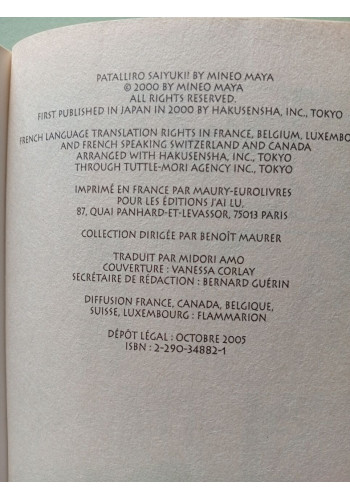 PATALLIRO SAIYUKI! BY MINEO MAYA
© 2000 BY MINEO MAYA
ALL RIGHTS RESERVED.
FIRST PUBLISHED IN JAPAN IN 2000 BY HAKUSENSHA, INC., TOKYO
FRENCH LANGUAGE TRANSLATION RIGHTS IN FRANCE, BELGIUM, LUXEMBO
AND FRENCH SPEAKING SWITZERLAND AND CANADA
ARRANGED WITH HAKUSENSHA, INC., TOKYO
THROUGH TUTTLE-MORI AGENCY INC., TOKYO
IMPRIMÉ EN FRANCE PAR MAURY-EUROLIVRES
POUR LES ÉDITIONS J'AI LU.
87, QUAI PANHARD-ET-LEVASSOR, 75013 PARIS
COLLECTION DIRIGÉE PAR BENOÎT MAURER
TRADUIT PAR MIDORI AMO
COUVERTURE : VANESSA CORLAY
SECRÉTAIRE DE RÉDACTION : BERNARD GUÉRIN
DIFFUSION FRANCE, CANADA, BELGIQUE,
SUISSE, LUXEMBOURG : FLAMMARION
DÉPÔT LÉGAL : OCTOBRE 2005
ISBN : 2-290-34882-1